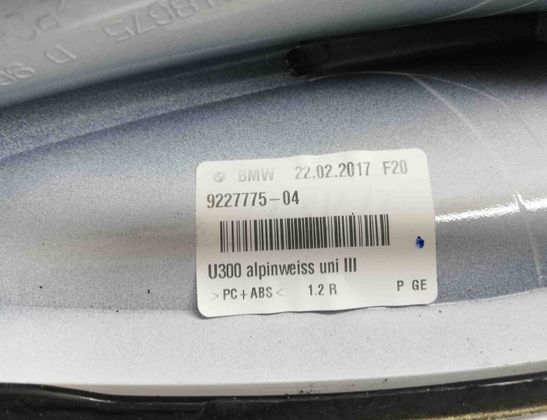 BMW 22.02.2017 F20
9227775-04
U300 alpinweiss uni III
>PC+ABS< 1.2 R P GE